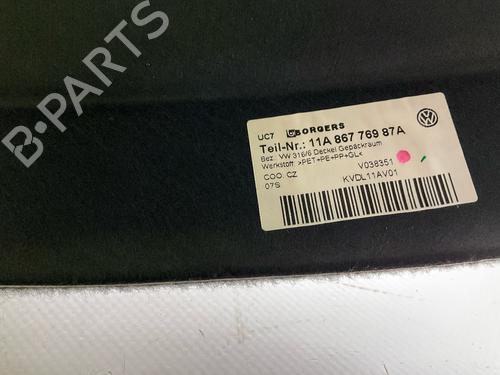 UC7 BORGERS
Teil-Nr.: 11A 867 769 87A
Bez.: VW 316/6 Deckel Gepäckraum
Werkstoff: >PET+PE+PP+GL<
COO. CZ V038351
07S KVDL11AV01
B-PARTS